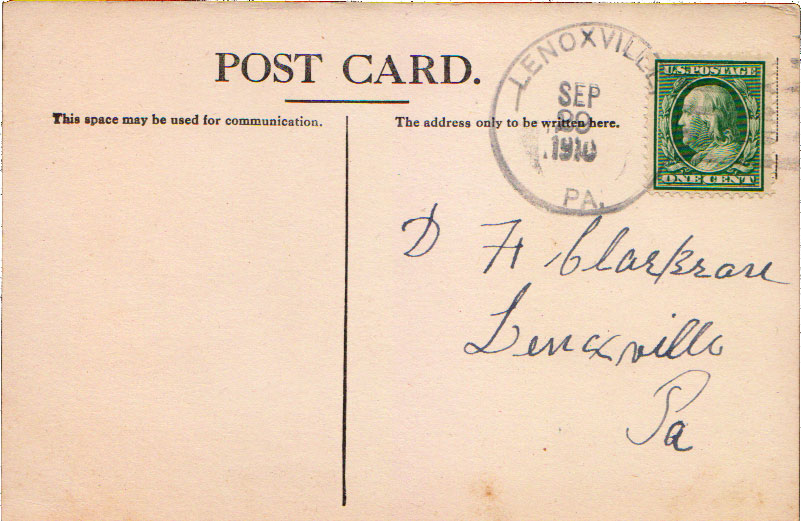 POST CARD.
This space may be used for communication.
The address only to be written here.
LENOXVILLE
SEP
1910
PA.
U.S. POSTAGE
ONE CENT
D H
Lenoxville
Pa